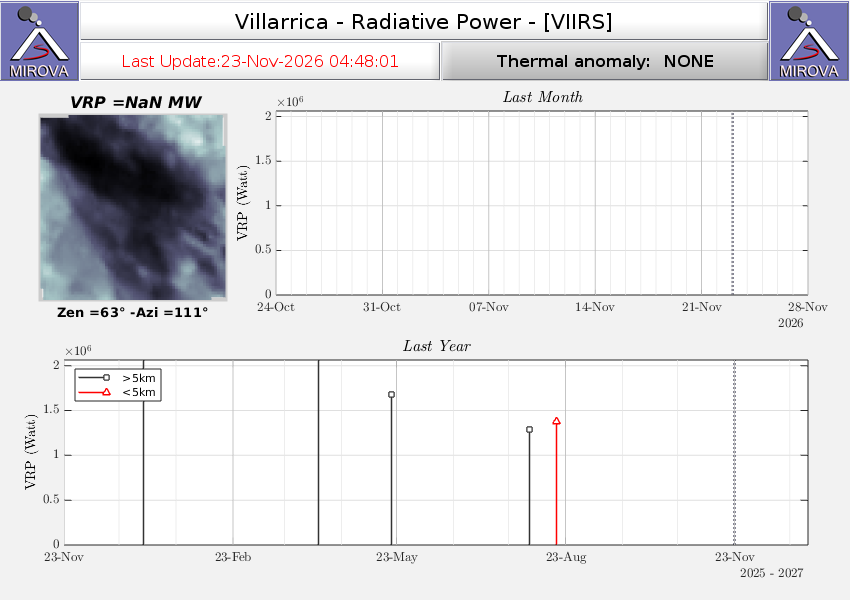 Villarrica - Radiative Power - [VIIRS]
MIROVA
MIROVA
Last Update:23-Nov-2026 04:48:01
Thermal anomaly: NONE
VRP =NaN MW
Zen =63° -Azi =111°
Last Month
×10⁶
VRP (Watt)
2
1.5
1
0.5
0
24-Oct 31-Oct 07-Nov 14-Nov 21-Nov 28-Nov
2026
Last Year
×10⁶
VRP (Watt)
2
1.5
1
0.5
0
>5km
<5km
23-Nov 23-Feb 23-May 23-Aug 23-Nov
2025 - 2027